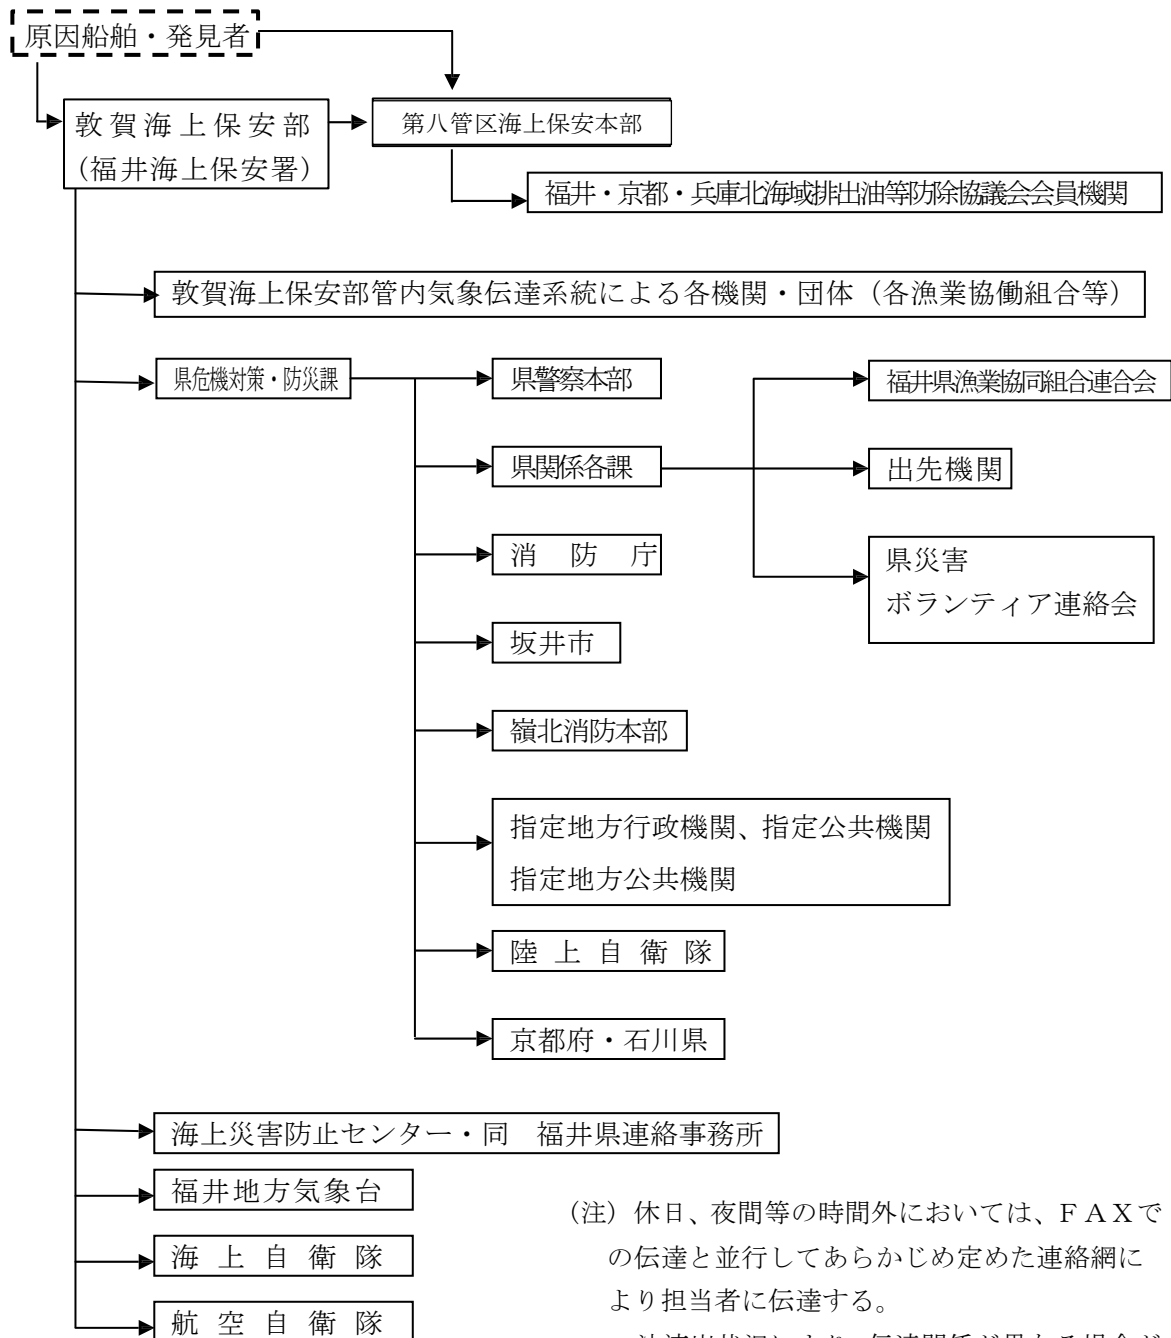 原因船舶・発見者
敦賀海上保安部
（福井海上保安署）
第八管区海上保安本部
福井・京都・兵庫北海域排出油等防除協議会会員機関
敦賀海上保安部管内気象伝達系統による各機関・団体（各漁業協働組合等）
県危機対策・防災課
県警察本部
県関係各課
福井県漁業協同組合連合会
出先機関
県災害
ボランティア連絡会
消　防　庁
坂井市
嶺北消防本部
指定地方行政機関、指定公共機関
指定地方公共機関
陸 上 自 衛 隊
京都府・石川県
海上災害防止センター・同　福井県連絡事務所
福井地方気象台
海 上 自 衛 隊
航 空 自 衛 隊
（注）休日、夜間等の時間外においては、ＦＡＸで
の伝達と並行してあらかじめ定めた連絡網に
より担当者に伝達する。